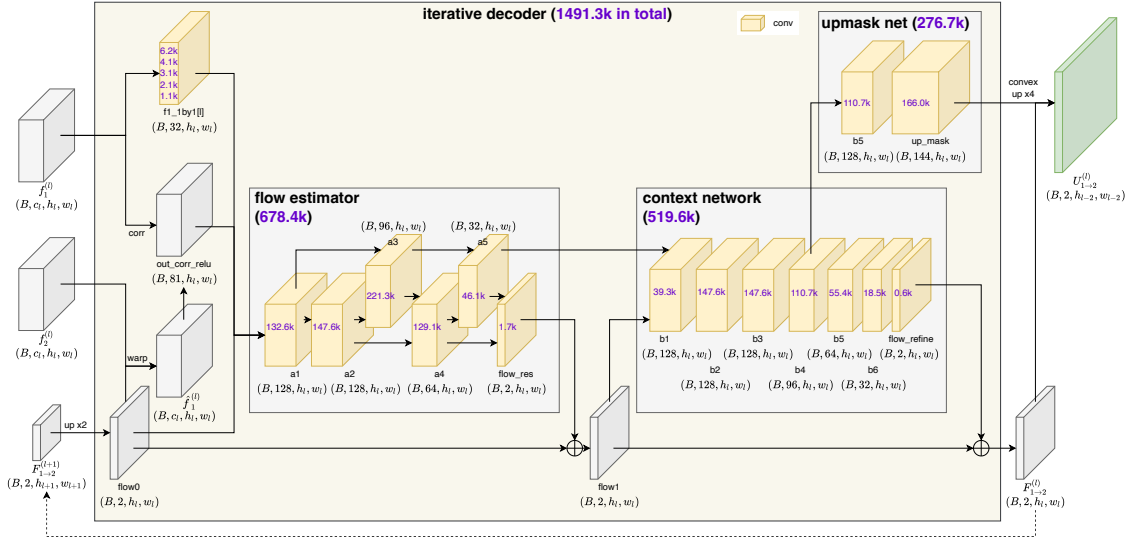 iterative decoder (1491.3k in total)
conv
upmask net (276.7k)
110.7k
166.0k
b5
up_mask
(B, 128, h_l, w_l)
(B, 144, h_l, w_l)
convex
up x4
U_{1→2}^{(l)}
(B, 2, h_{l-2}, w_{l-2})
6.2k
4.1k
3.1k
2.1k
1.1k
f1_1by1[l]
(B, 32, h_l, w_l)
f_1^{(l)}
(B, c_l, h_l, w_l)
corr
out_corr_relu
(B, 81, h_l, w_l)
f_2^{(l)}
(B, c_l, h_l, w_l)
warp
f̂_1^{(l)}
(B, c_l, h_l, w_l)
up x2
F_{1→2}^{(l+1)}
(B, 2, h_{l+1}, w_{l+1})
flow0
(B, 2, h_l, w_l)
flow estimator
(678.4k)
(B, 96, h_l, w_l)
(B, 32, h_l, w_l)
a3
a5
221.3k
46.1k
132.6k
147.6k
129.1k
1.7k
a1
a2
a4
flow_res
(B, 128, h_l, w_l)
(B, 128, h_l, w_l)
(B, 64, h_l, w_l)
(B, 2, h_l, w_l)
flow1
(B, 2, h_l, w_l)
context network
(519.6k)
39.3k
147.6k
147.6k
110.7k
55.4k
18.5k
0.6k
b1
b3
b5
flow_refine
(B, 128, h_l, w_l)
(B, 128, h_l, w_l)
(B, 64, h_l, w_l)
(B, 2, h_l, w_l)
b2
b4
b6
(B, 128, h_l, w_l)
(B, 96, h_l, w_l)
(B, 32, h_l, w_l)
F_{1→2}^{(l)}
(B, 2, h_l, w_l)